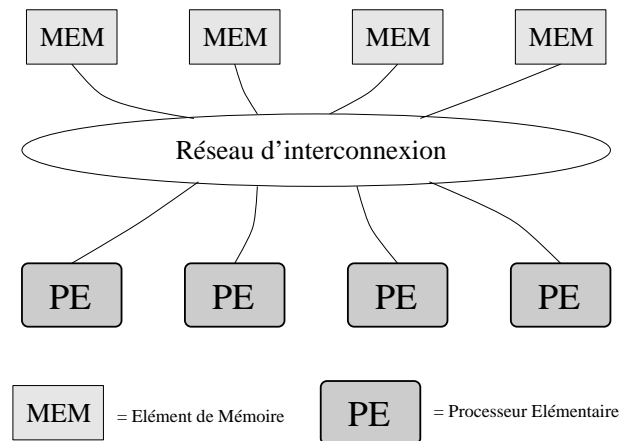 MEM MEM MEM MEM
Réseau d'interconnexion
PE PE PE PE
MEM = Elément de Mémoire
PE = Processeur Elémentaire